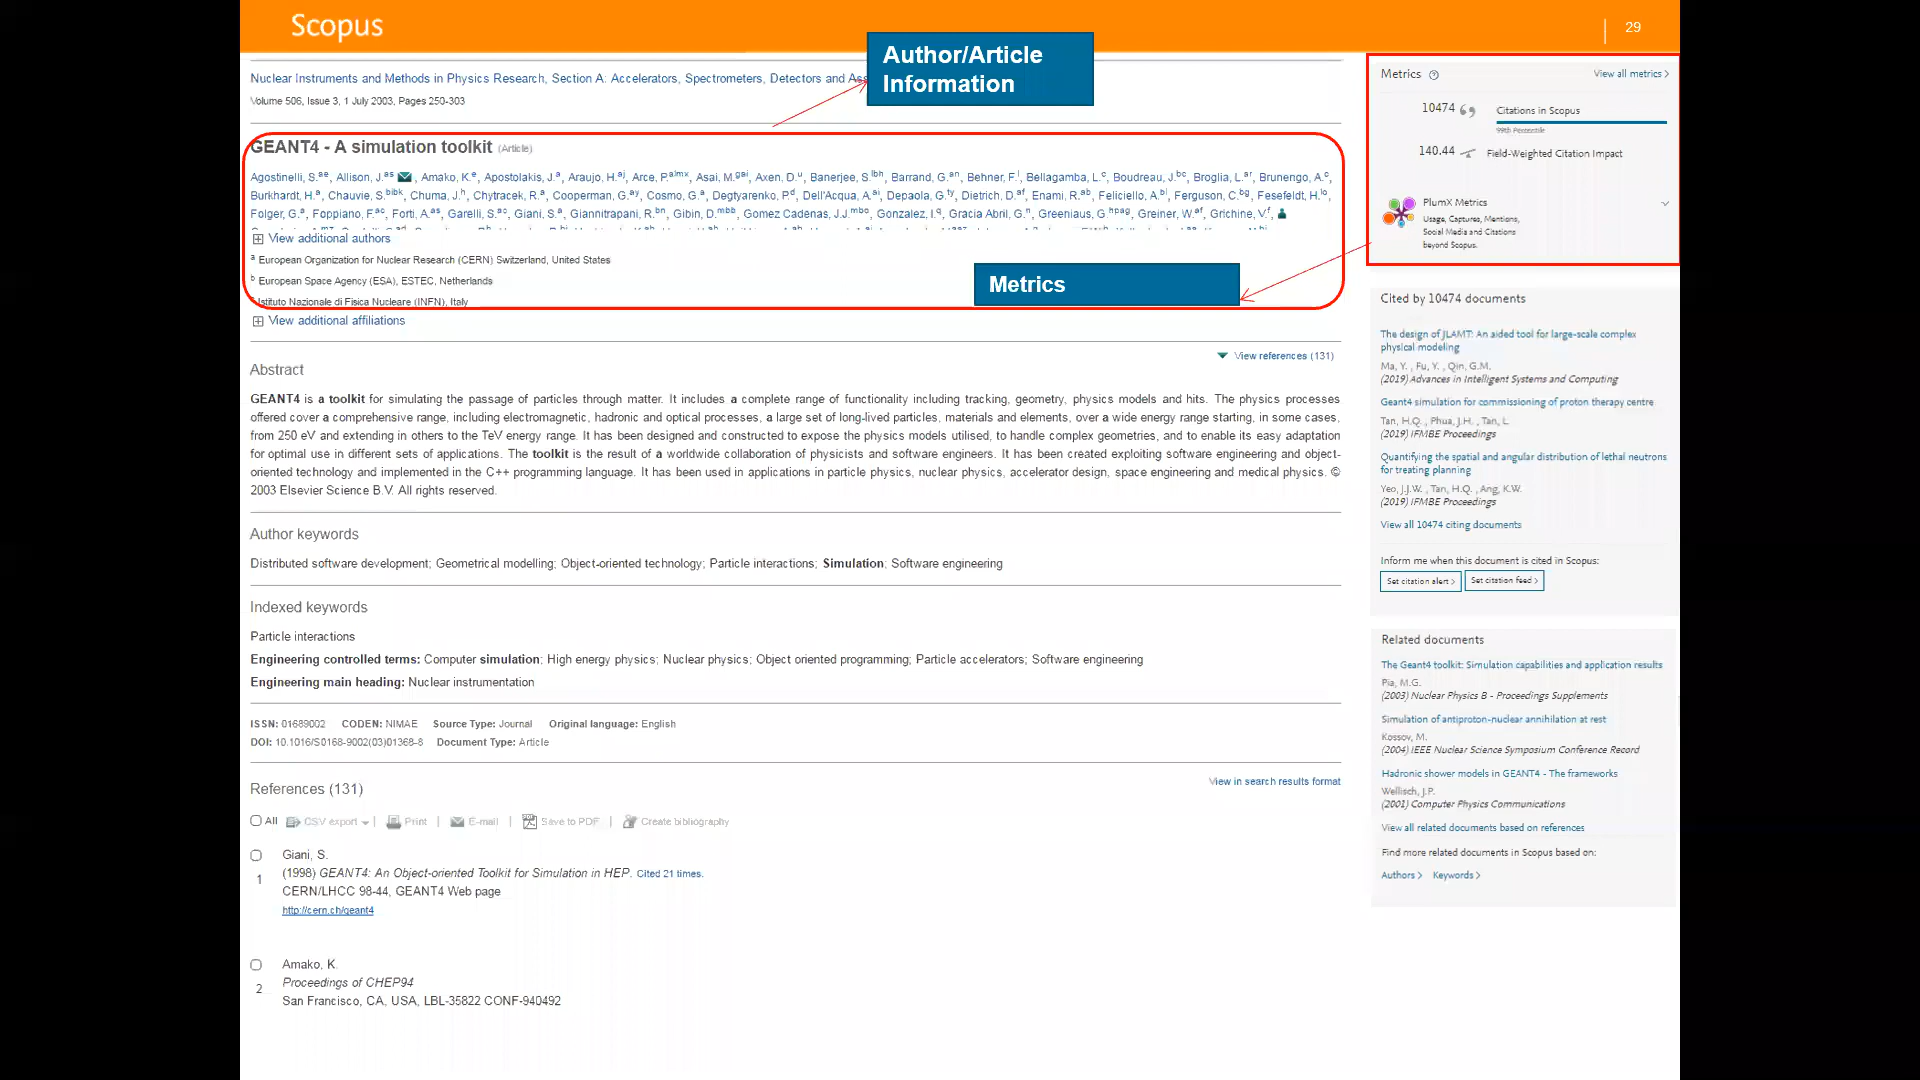 Scopus
29
Author/Article
Information
Nuclear Instruments and Methods in Physics Research, Section A: Accelerators, Spectrometers, Detectors and Ass
Volume 506, Issue 3, 1 July 2003, Pages 250-303
GEANT4 - A simulation toolkit (Article)
Agostinelli, S., Allison, J., Amako, K., Apostolakis, J., Araujo, H., Arce, P., Asai, M., Axen, D., Banerjee, S., Barrand, G., Behner, F., Bellagamba, L., Boudreau, J., Broglia, L., Brunengo, A.,
Burkhardt, H., Chauvie, S., Chuma, J., Chytracek, R., Cooperman, G., Cosmo, G., Degtyarenko, P., Dell'Acqua, A., Depaola, G., Dietrich, D., Enami, R., Feliciello, A., Ferguson, C., Fesefeldt, H.,
Folger, G., Foppiano, F., Forti, A., Garelli, S., Giani, S., Giannitrapani, R., Gibin, D., Gomez Cadenas, J.J., Gonzalez, I., Gracia Abril, G., Greeniaus, G., Greiner, W., Grichine, V.
View additional authors
a European Organization for Nuclear Research (CERN) Switzerland, United States
b European Space Agency (ESA), ESTEC, Netherlands
Istituto Nazionale di Fisica Nucleare (INFN), Italy
View additional affiliations
Metrics
View references (131)
Abstract
GEANT4 is a toolkit for simulating the passage of particles through matter. It includes a complete range of functionality including tracking, geometry, physics models and hits. The physics processes
offered cover a comprehensive range, including electromagnetic, hadronic and optical processes, a large set of long-lived particles, materials and elements, over a wide energy range starting, in some cases,
from 250 eV and extending in others to the TeV energy range. It has been designed and constructed to expose the physics models utilised, to handle complex geometries, and to enable its easy adaptation
for optimal use in different sets of applications. The toolkit is the result of a worldwide collaboration of physicists and software engineers. It has been created exploiting software engineering and object-
oriented technology and implemented in the C++ programming language. It has been used in applications in particle physics, nuclear physics, accelerator design, space engineering and medical physics. ©
2003 Elsevier Science B.V. All rights reserved.
Author keywords
Distributed software development; Geometrical modelling; Object-oriented technology; Particle interactions; Simulation; Software engineering
Indexed keywords
Particle interactions
Engineering controlled terms: Computer simulation; High energy physics; Nuclear physics; Object oriented programming; Particle accelerators; Software engineering
Engineering main heading: Nuclear instrumentation
ISSN: 01689002 CODEN: NIMAE Source Type: Journal Original language: English
DOI: 10.1016/S0168-9002(03)01368-8 Document Type: Article
References (131)
View in search results format
All CSV export | Print | E-mail | Save to PDF | Create bibliography
Giani, S.
1
(1998) GEANT4: An Object-oriented Toolkit for Simulation in HEP. Cited 21 times.
CERN/LHCC 98-44, GEANT4 Web page
http://cern.ch/geant4
Amako, K.
2
Proceedings of CHEP94
San Francisco, CA, USA, LBL-35822 CONF-940492
Metrics
View all metrics >
10474 Citations in Scopus
99th Percentile
140.44 Field-Weighted Citation Impact
PlumX Metrics
Usage, Captures, Mentions,
Social Media and Citations
beyond Scopus.
Cited by 10474 documents
The design of JLAMT: An aided tool for large-scale complex
physical modeling
Ma, Y. , Fu, Y. , Qin, G.M.
(2019) Advances in Intelligent Systems and Computing
Geant4 simulation for commissioning of proton therapy centre
Tan, H.Q. , Phua, J.H. , Tan, L.
(2019) IFMBE Proceedings
Quantifying the spatial and angular distribution of lethal neutrons
for treating planning
Yeo, J.J.W. , Tan, H.Q. , Ang, K.W.
(2019) IFMBE Proceedings
View all 10474 citing documents
Inform me when this document is cited in Scopus:
Set citation alert > Set citation feed >
Related documents
The Geant4 toolkit: Simulation capabilities and application results
Pia, M.G.
(2003) Nuclear Physics B - Proceedings Supplements
Simulation of antiproton-nuclear annihilation at rest
Kossov, M.
(2004) IEEE Nuclear Science Symposium Conference Record
Hadronic shower models in GEANT4 - The frameworks
Wellisch, J.P.
(2001) Computer Physics Communications
View all related documents based on references
Find more related documents in Scopus based on:
Authors > Keywords >